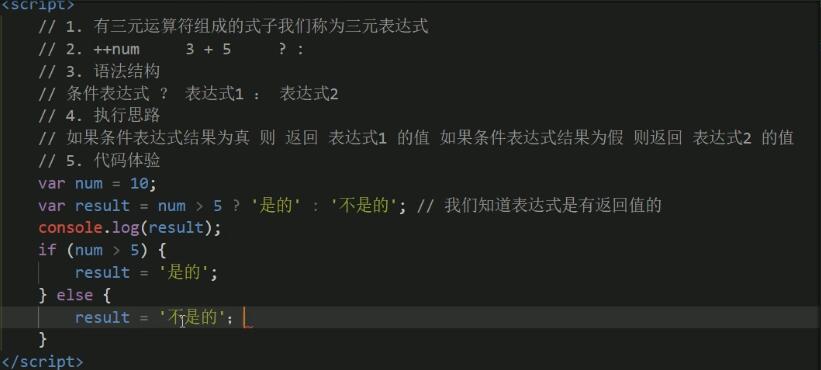 <script>
// 1. 有三元运算符组成的式子我们称为三元表达式
// 2. ++num 3 + 5 ? :
// 3. 语法结构
// 条件表达式 ? 表达式1 : 表达式2
// 4. 执行思路
// 如果条件表达式结果为真 则 返回 表达式1 的值 如果条件表达式结果为假 则返回 表达式2 的值
// 5. 代码体验
var num = 10;
var result = num > 5 ? '是的' : '不是的'; // 我们知道表达式是有返回值的
console.log(result);
if (num > 5) {
result = '是的';
} else {
result = '不是的';
}
</script>